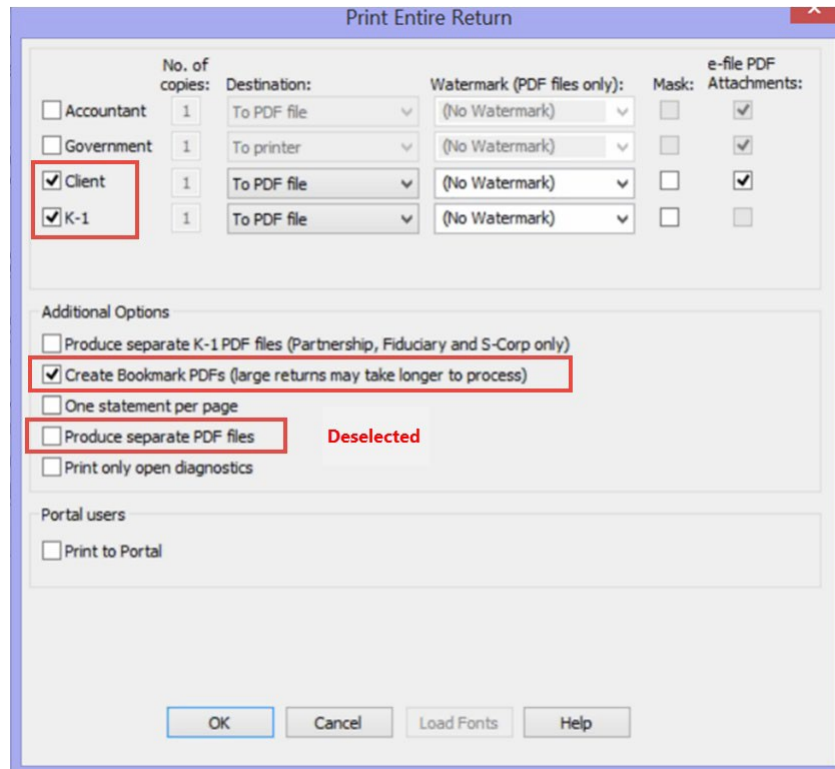 Print Entire Return
No. of copies: Destination: Watermark (PDF files only): Mask: e-file PDF Attachments:
Accountant 1 To PDF file (No Watermark)
Government 1 To printer (No Watermark)
Client 1 To PDF file (No Watermark)
K-1 1 To PDF file (No Watermark)
Additional Options
Produce separate K-1 PDF files (Partnership, Fiduciary and S-Corp only)
Create Bookmark PDFs (large returns may take longer to process)
One statement per page
Produce separate PDF files Deselected
Print only open diagnostics
Portal users
Print to Portal
OK Cancel Load Fonts Help